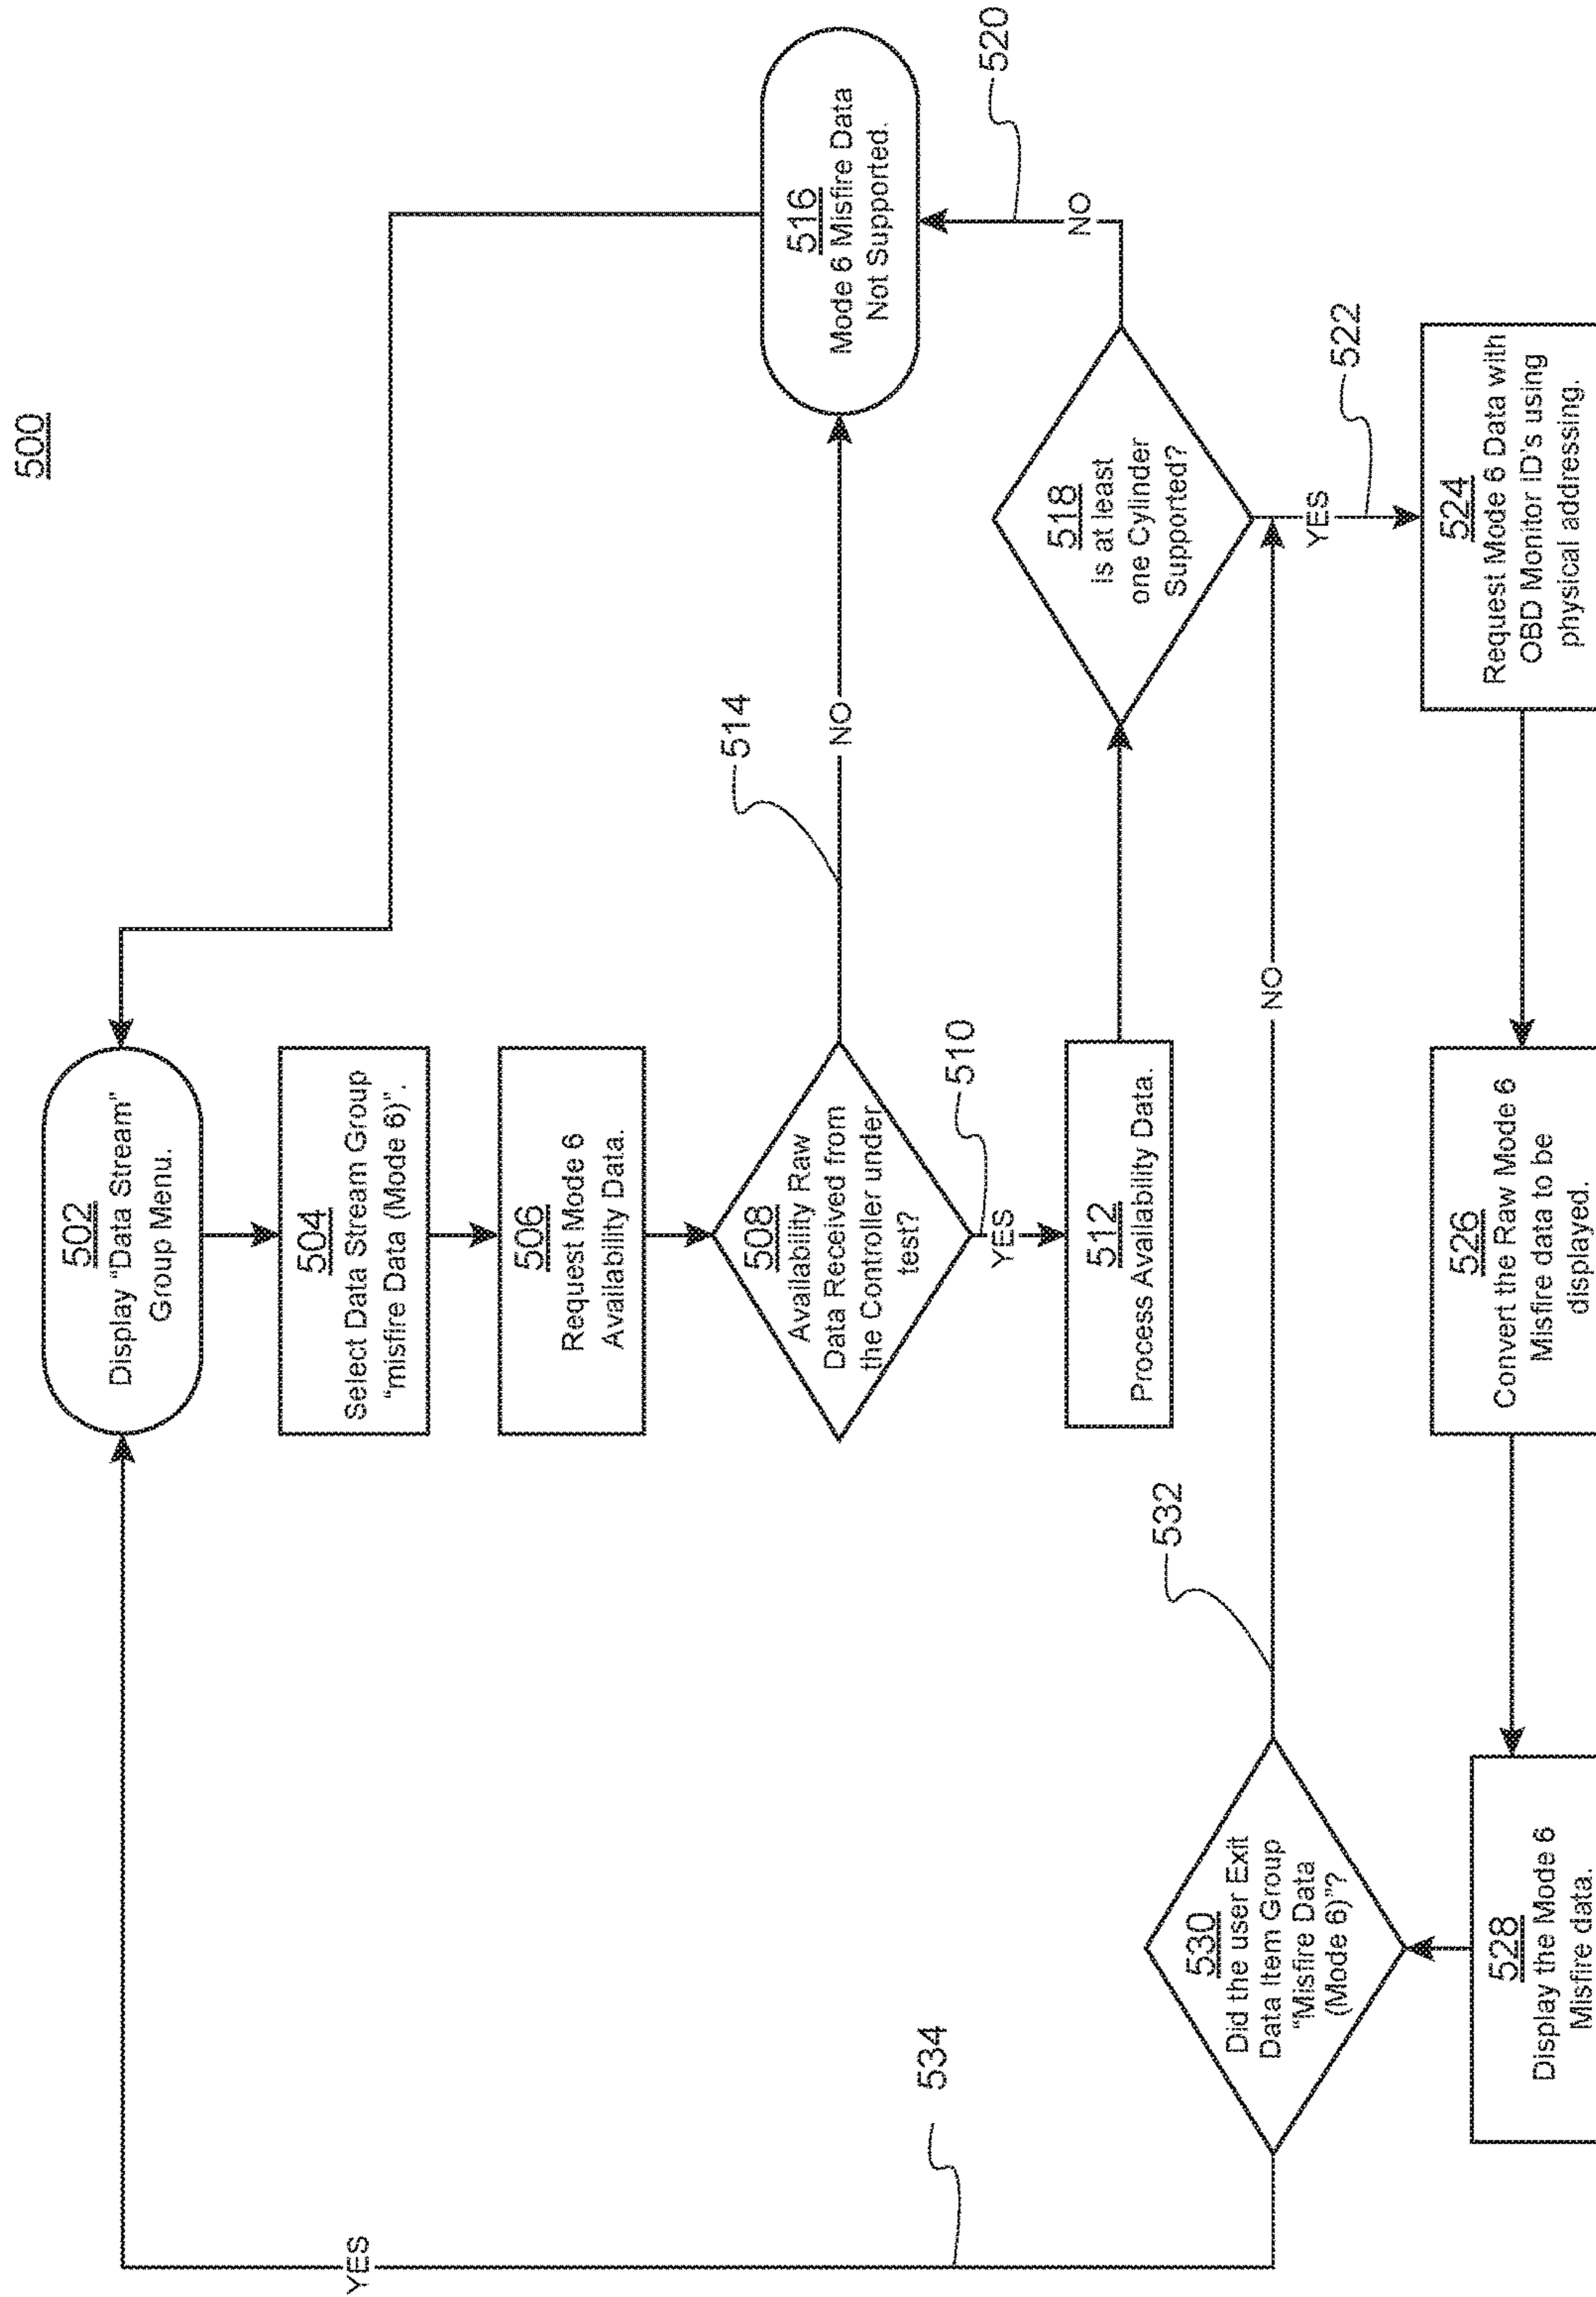 500
502
Display "Data Stream"
Group Menu.
504
Select Data Stream Group
"misfire Data (Mode 6)".
506
Request Mode 6
Availability Data.
508
Availability Raw
Data Received from
the Controller under
test?
514
NO
510
YES
512
Process Availability Data.
516
Mode 6 Misfire Data
Not Supported.
520
NO
518
is at least
one Cylinder
Supported?
522
YES
524
Request Mode 6 Data with
OBD Monitor ID's using
physical addressing.
526
Convert the Raw Mode 6
Misfire data to be
displayed.
528
Display the Mode 6
Misfire data.
530
Did the user Exit
Data Item Group
"Misfire Data
(Mode 6)"?
532
NO
534
YES